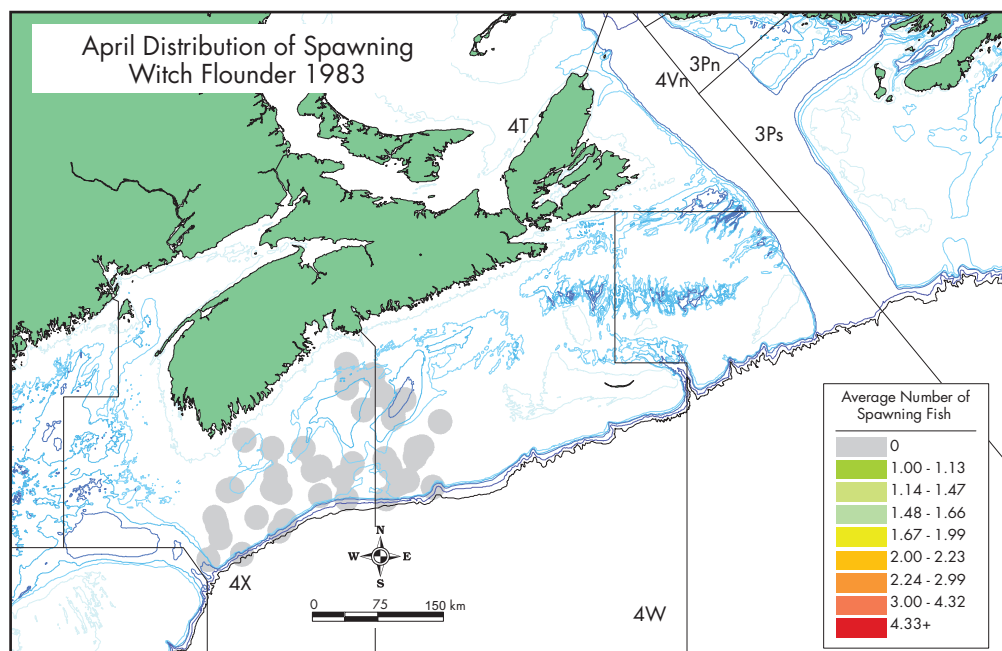 April Distribution of Spawning
Witch Flounder 1983
3Pn
4Vn
4T
3Ps
Average Number of
Spawning Fish
0
1.00 - 1.13
1.14 - 1.47
1.48 - 1.66
1.67 - 1.99
2.00 - 2.23
2.24 - 2.99
3.00 - 4.32
4.33+
N
W E
S
4X
0 75 150 km
4W